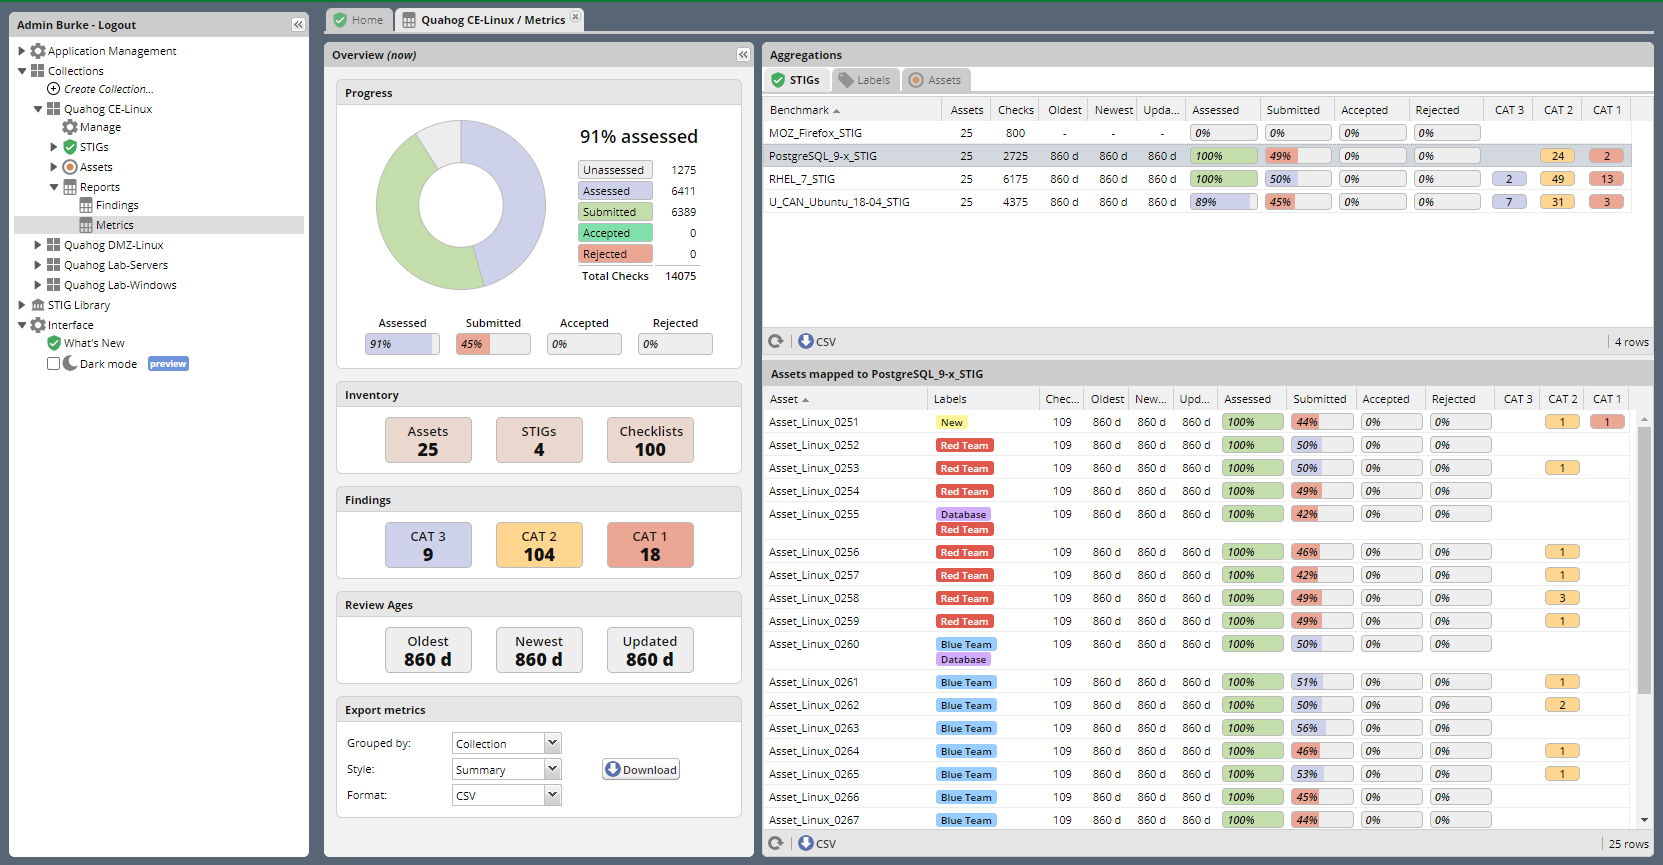 Admin Burke - Logout
Application Management
Collections
Create Collection...
Quahog CE-Linux
Manage
STIGs
Assets
Reports
Findings
Metrics
Quahog DMZ-Linux
Quahog Lab-Servers
Quahog Lab-Windows
STIG Library
Interface
What's New
Dark mode preview
Home
Quahog CE-Linux / Metrics
Overview (now)
Progress
91% assessed
Unassessed 1275
Assessed 6411
Submitted 6389
Accepted 0
Rejected 0
Total Checks 14075
Assessed Submitted Accepted Rejected
91% 45% 0% 0%
Inventory
Assets STIGs Checklists
25 4 100
Findings
CAT 3 CAT 2 CAT 1
9 104 18
Review Ages
Oldest Newest Updated
860 d 860 d 860 d
Export metrics
Grouped by: Collection
Style: Summary Download
Format: CSV
Aggregations
STIGs Labels Assets
Benchmark Assets Checks Oldest Newest Upda... Assessed Submitted Accepted Rejected CAT 3 CAT 2 CAT 1
MOZ_Firefox_STIG 25 800 - - - 0% 0% 0% 0%
PostgreSQL_9-x_STIG 25 2725 860 d 860 d 860 d 100% 49% 0% 0% 24 2
RHEL_7_STIG 25 6175 860 d 860 d 860 d 100% 50% 0% 0% 2 49 13
U_CAN_Ubuntu_18-04_STIG 25 4375 860 d 860 d 860 d 89% 45% 0% 0% 7 31 3
CSV 4 rows
Assets mapped to PostgreSQL_9-x_STIG
Asset Labels Chec... Oldest New... Upd... Assessed Submitted Accepted Rejected CAT 3 CAT 2 CAT 1
Asset_Linux_0251 New 109 860 d 860 d 860 d 100% 44% 0% 0% 1 1
Asset_Linux_0252 Red Team 109 860 d 860 d 860 d 100% 50% 0% 0%
Asset_Linux_0253 Red Team 109 860 d 860 d 860 d 100% 50% 0% 0% 1
Asset_Linux_0254 Red Team 109 860 d 860 d 860 d 100% 49% 0% 0%
Asset_Linux_0255 Database 109 860 d 860 d 860 d 100% 42% 0% 0%
Red Team
Asset_Linux_0256 Red Team 109 860 d 860 d 860 d 100% 46% 0% 0% 1
Asset_Linux_0257 Red Team 109 860 d 860 d 860 d 100% 42% 0% 0% 1
Asset_Linux_0258 Red Team 109 860 d 860 d 860 d 100% 49% 0% 0% 3
Asset_Linux_0259 Red Team 109 860 d 860 d 860 d 100% 49% 0% 0% 1
Asset_Linux_0260 Blue Team 109 860 d 860 d 860 d 100% 50% 0% 0%
Database
Asset_Linux_0261 Blue Team 109 860 d 860 d 860 d 100% 51% 0% 0% 1
Asset_Linux_0262 Blue Team 109 860 d 860 d 860 d 100% 50% 0% 0% 2
Asset_Linux_0263 Blue Team 109 860 d 860 d 860 d 100% 56% 0% 0%
Asset_Linux_0264 Blue Team 109 860 d 860 d 860 d 100% 46% 0% 0% 1
Asset_Linux_0265 Blue Team 109 860 d 860 d 860 d 100% 53% 0% 0% 1
Asset_Linux_0266 Blue Team 109 860 d 860 d 860 d 100% 45% 0% 0%
Asset_Linux_0267 Blue Team 109 860 d 860 d 860 d 100% 44% 0% 0%
CSV 25 rows